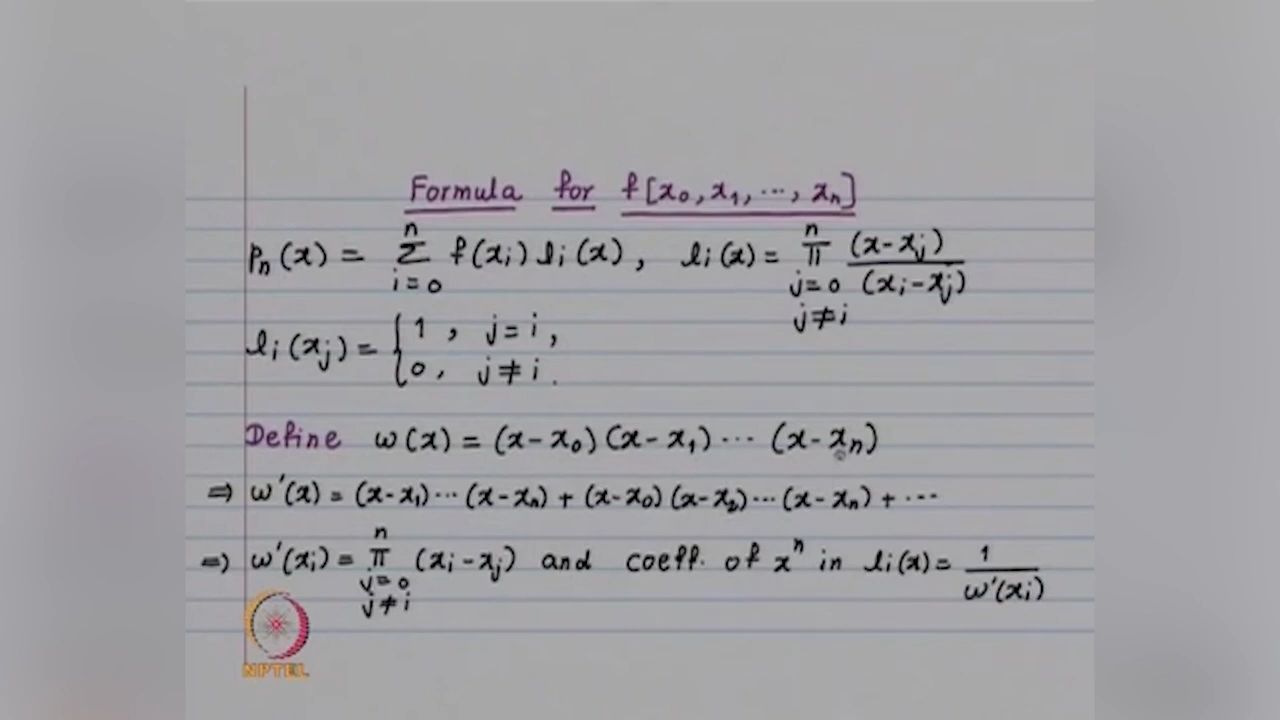 Formula for f[x₀, x₁, ⋯, xₙ]
pₙ(x) = Σ_{i=0}^{n} f(xᵢ) lᵢ(x), lᵢ(x) = π_{j=0, j≠i}^{n} (x-xⱼ)/(xᵢ-xⱼ)
lᵢ(xⱼ) = { 1, j=i,
0, j≠i.
Define w(x) = (x-x₀)(x-x₁)⋯(x-xₙ)
⇒ w'(x) = (x-x₁)⋯(x-xₙ) + (x-x₀)(x-x₂)⋯(x-xₙ) + ⋯
⇒ w'(xᵢ) = π_{j=0, j≠i}^{n} (xᵢ-xⱼ) and coeff. of xⁿ in lᵢ(x) = 1/w'(xᵢ)
NPTEL